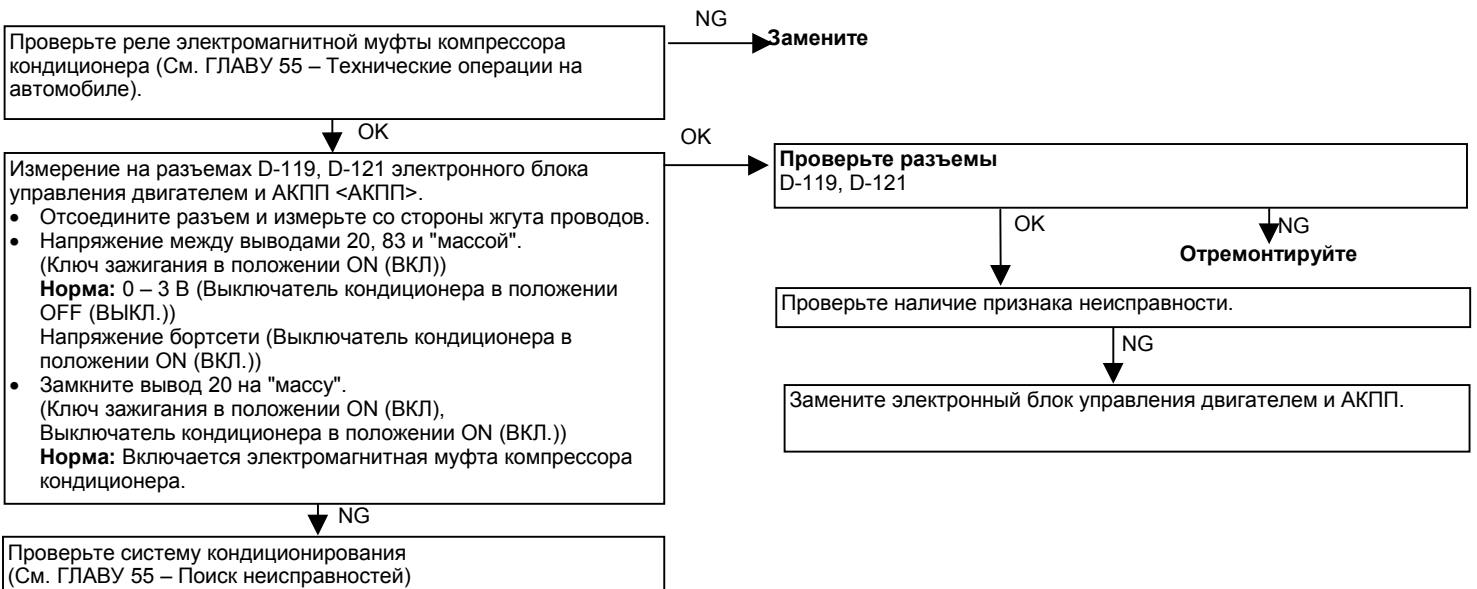 NG
Проверьте реле электромагнитной муфты компрессора
кондиционера (См. ГЛАВУ 55 – Технические операции на
автомобиле).
Замените
OK
OK
Измерение на разъемах D-119, D-121 электронного блока
управления двигателем и АКПП <АКПП>.
• Отсоедините разъем и измерьте со стороны жгута проводов.
• Напряжение между выводами 20, 83 и "массой".
(Ключ зажигания в положении ON (ВКЛ))
Норма: 0 – 3 В (Выключатель кондиционера в положении
OFF (ВЫКЛ.))
Напряжение бортсети (Выключатель кондиционера в
положении ON (ВКЛ.))
• Замкните вывод 20 на "массу".
(Ключ зажигания в положении ON (ВКЛ),
Выключатель кондиционера в положении ON (ВКЛ.))
Норма: Включается электромагнитная муфта компрессора
кондиционера.
Проверьте разъемы
D-119, D-121
OK
NG
Отремонтируйте
Проверьте наличие признака неисправности.
NG
Замените электронный блок управления двигателем и АКПП.
NG
Проверьте систему кондиционирования
(См. ГЛАВУ 55 – Поиск неисправностей)